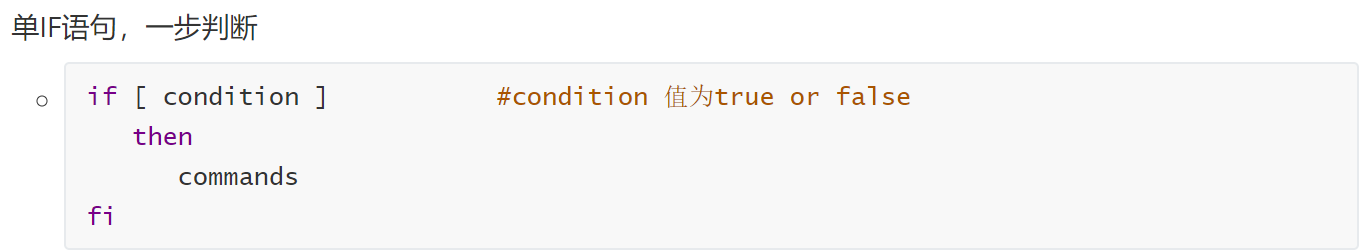 单IF语句，一步判断
if [ condition ]           #condition 值为true or false
   then
      commands
fi